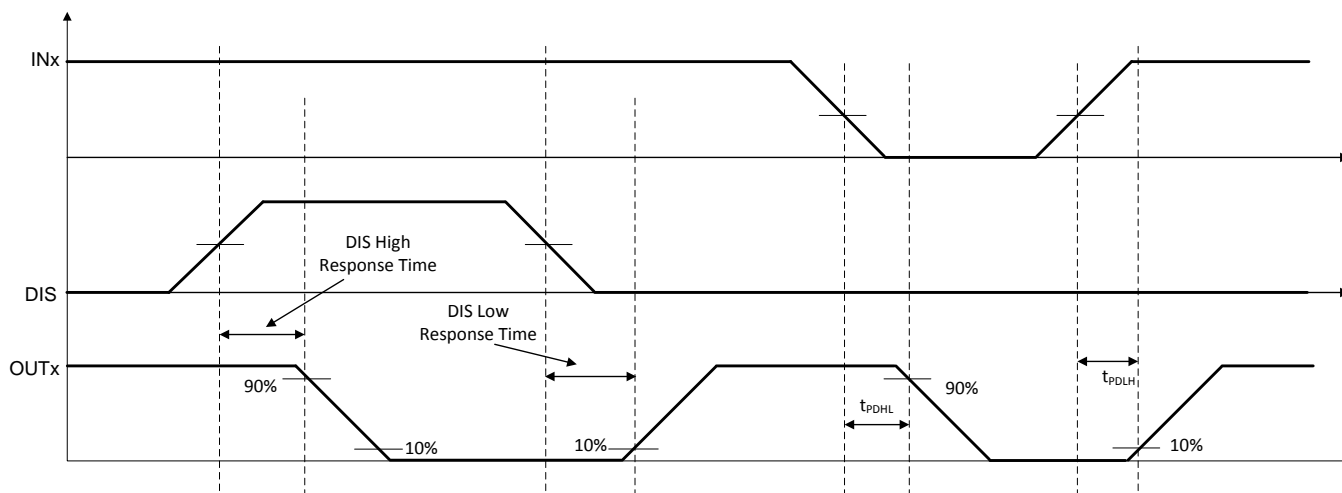 INx
DIS High
Response Time
DIS
DIS Low
Response Time
OUTx
90%
10%
10%
tPDHL
90%
tPDLH
10%